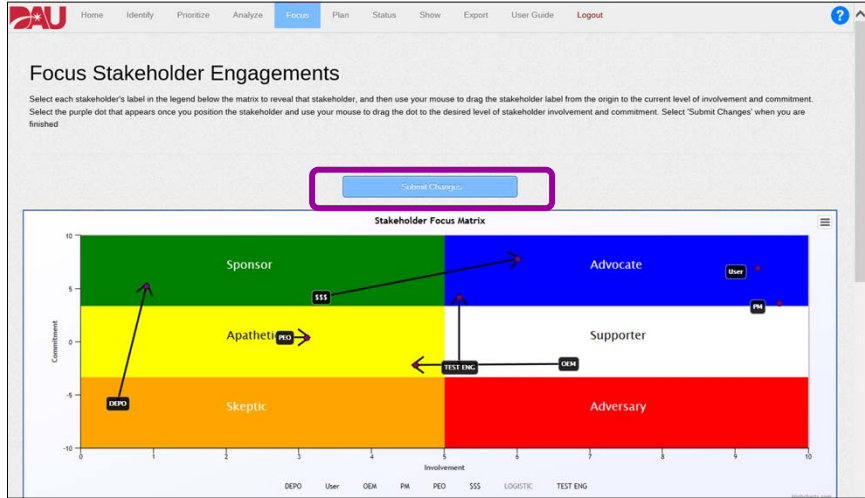 DAU Home Identify Prioritize Analyze Focus Plan Status Show Export User Guide Logout ?
Focus Stakeholder Engagements
Select each stakeholder's label in the legend below the matrix to reveal that stakeholder, and then use your mouse to drag the stakeholder label from the origin to the current level of involvement and commitment.
Select the purple dot that appears once you position the stakeholder and use your mouse to drag the dot to the desired level of stakeholder involvement and commitment. Select 'Submit Changes' when you are
finished
Submit Changes
Stakeholder Focus Matrix
10
Sponsor
Advocate
User
5
$$$
PM
Commitment
Apathetic
PEO
Supporter
0
TEST ENG
OEM
-5
DEPO
Skeptic
Adversary
-10
0 1 2 3 4 5 6 7 8 9 10
Involvement
DEPO User OEM PM PEO $$$ LOGISTIC TEST ENG